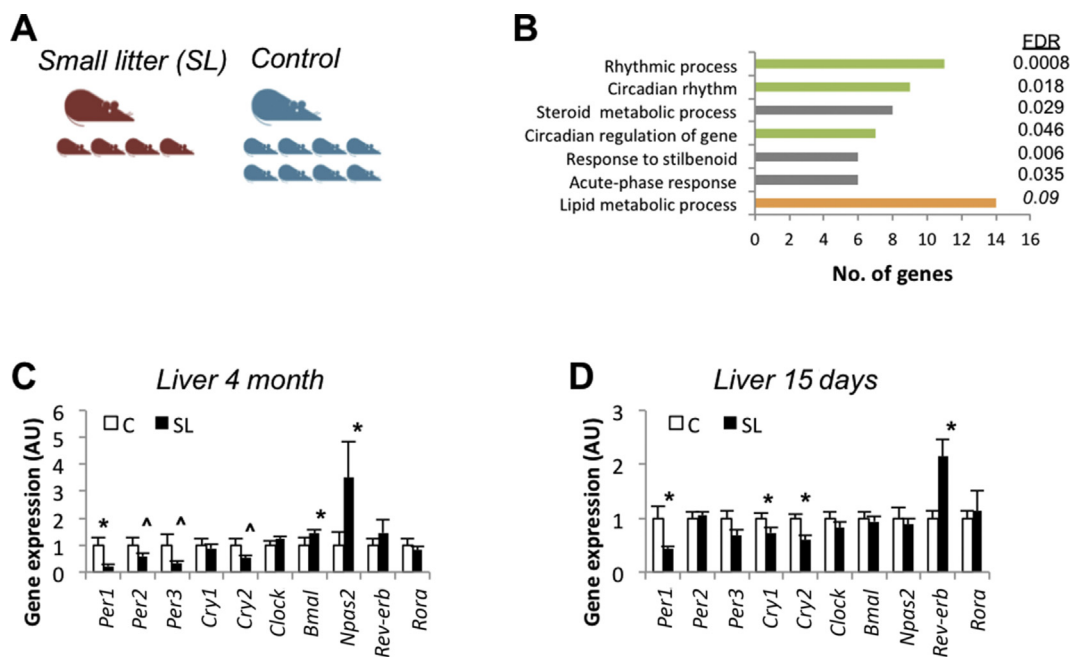 A
Small litter (SL) Control
B
FDR
Rhythmic process 0.0008
Circadian rhythm 0.018
Steroid metabolic process 0.029
Circadian regulation of gene 0.046
Response to stilbenoid 0.006
Acute-phase response 0.035
Lipid metabolic process 0.09
0 2 4 6 8 10 12 14 16
No. of genes
C Liver 4 month
Gene expression (AU)
6
5
4
3
2
1
0
C SL
* ^ ^ ^ * *
Per1 Per2 Per3 Cry1 Cry2 Clock Bmal Npas2 Rev-erb Rora
D Liver 15 days
Gene expression (AU)
3
2
1
0
C SL
* * * *
Per1 Per2 Per3 Cry1 Cry2 Clock Bmal Npas2 Rev-erb Rora